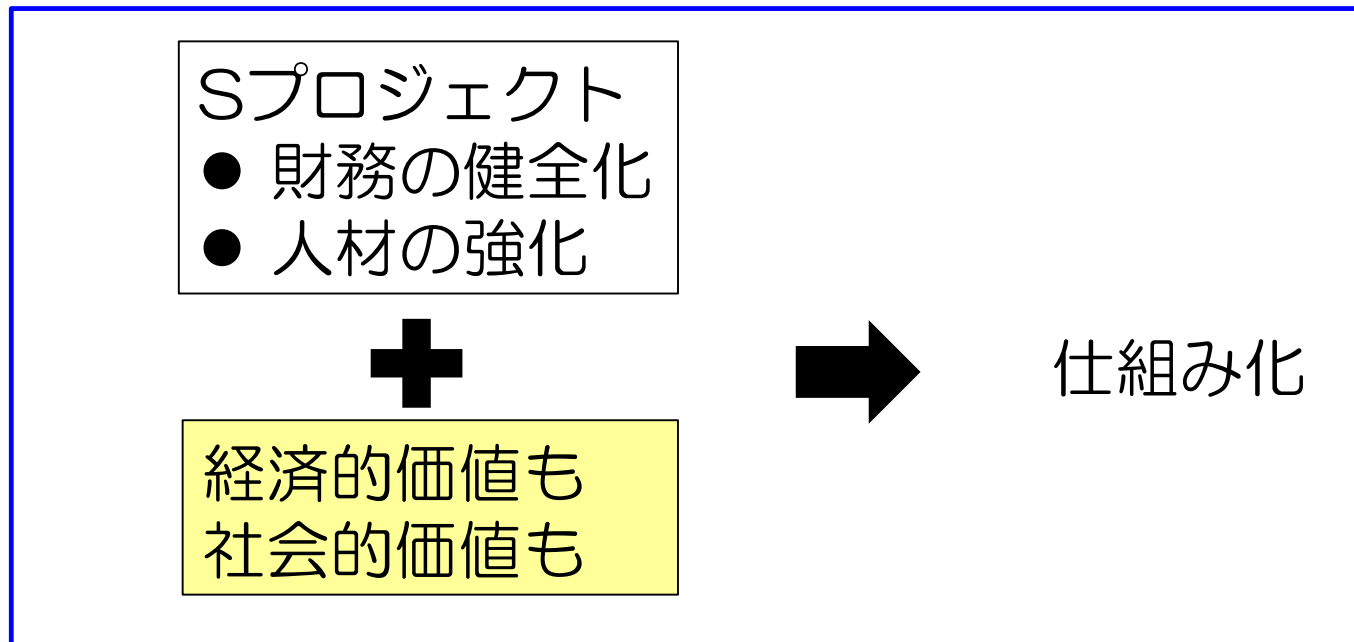 Sプロジェクト
● 財務の健全化
● 人材の強化
経済的価値も
社会的価値も
仕組み化